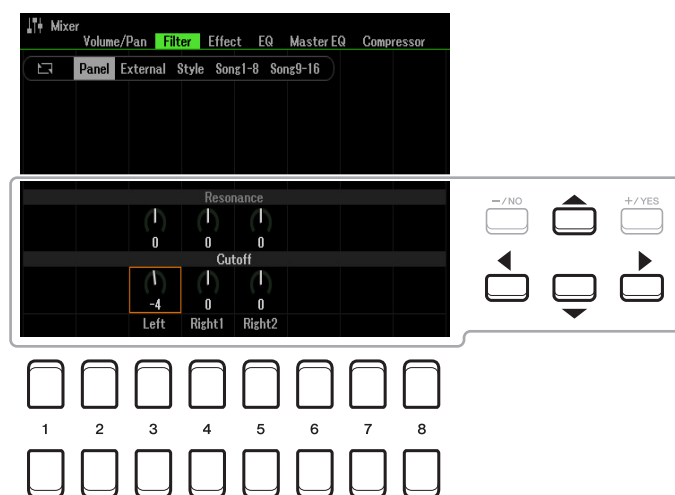 Mixer
Volume/Pan Filter Effect EQ Master EQ Compressor
Panel External Style Song1-8 Song9-16
Resonance
0 0 0
Cutoff
-4 0 0
Left Right1 Right2
−/NO +/YES
1 2 3 4 5 6 7 8